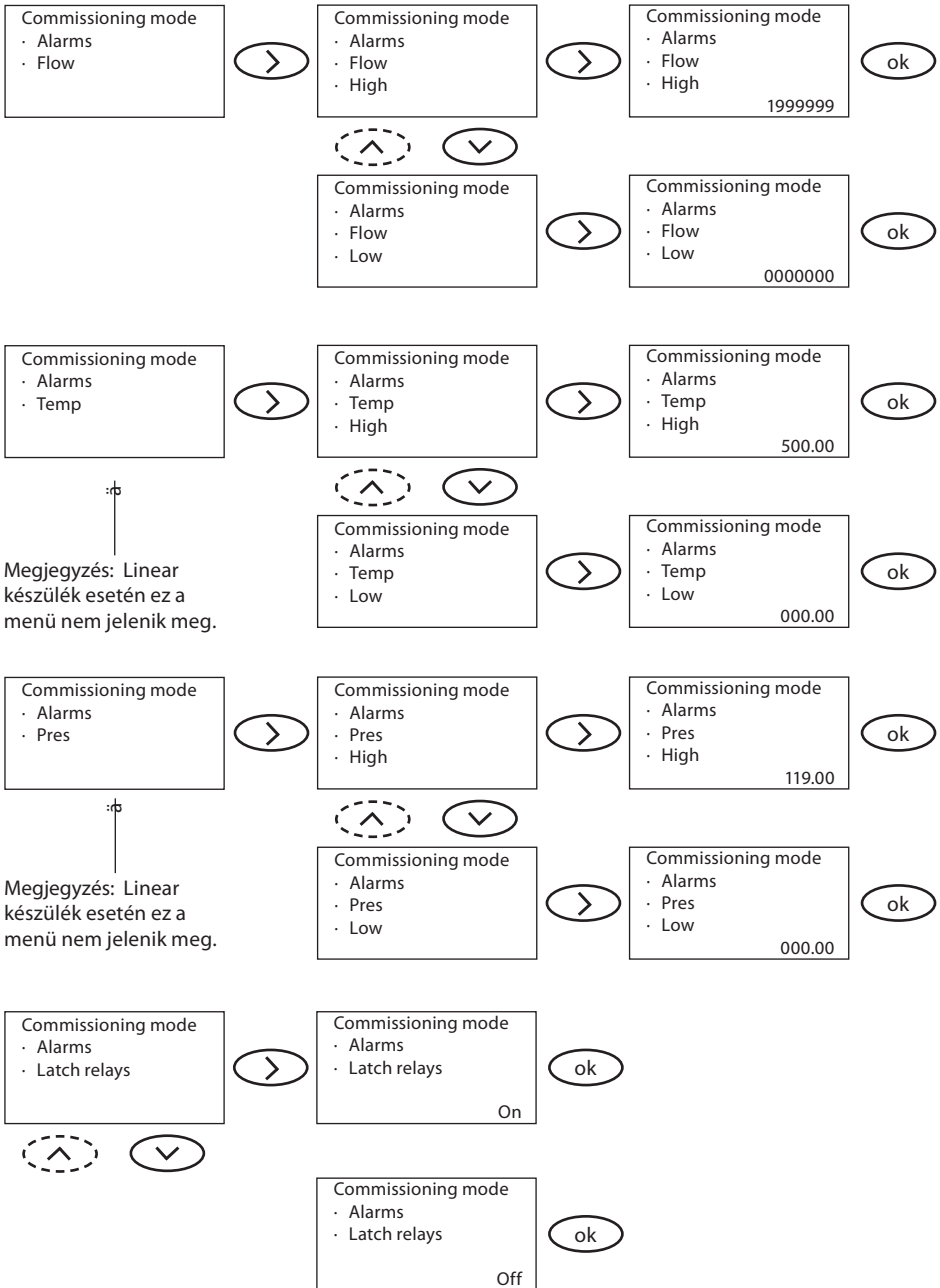 Commissioning mode
· Alarms
· Flow
Commissioning mode
· Alarms
· Flow
· High
Commissioning mode
· Alarms
· Flow
· High
1999999
ok
Commissioning mode
· Alarms
· Flow
· Low
Commissioning mode
· Alarms
· Flow
· Low
0000000
ok
Commissioning mode
· Alarms
· Temp
Commissioning mode
· Alarms
· Temp
· High
Commissioning mode
· Alarms
· Temp
· High
500.00
ok
ä
Megjegyzés: Linear
készülék esetén ez a
menü nem jelenik meg.
Commissioning mode
· Alarms
· Temp
· Low
Commissioning mode
· Alarms
· Temp
· Low
000.00
ok
Commissioning mode
· Alarms
· Pres
Commissioning mode
· Alarms
· Pres
· High
Commissioning mode
· Alarms
· Pres
· High
119.00
ok
ä
Megjegyzés: Linear
készülék esetén ez a
menü nem jelenik meg.
Commissioning mode
· Alarms
· Pres
· Low
Commissioning mode
· Alarms
· Pres
· Low
000.00
ok
Commissioning mode
· Alarms
· Latch relays
Commissioning mode
· Alarms
· Latch relays
On
ok
Commissioning mode
· Alarms
· Latch relays
Off
ok